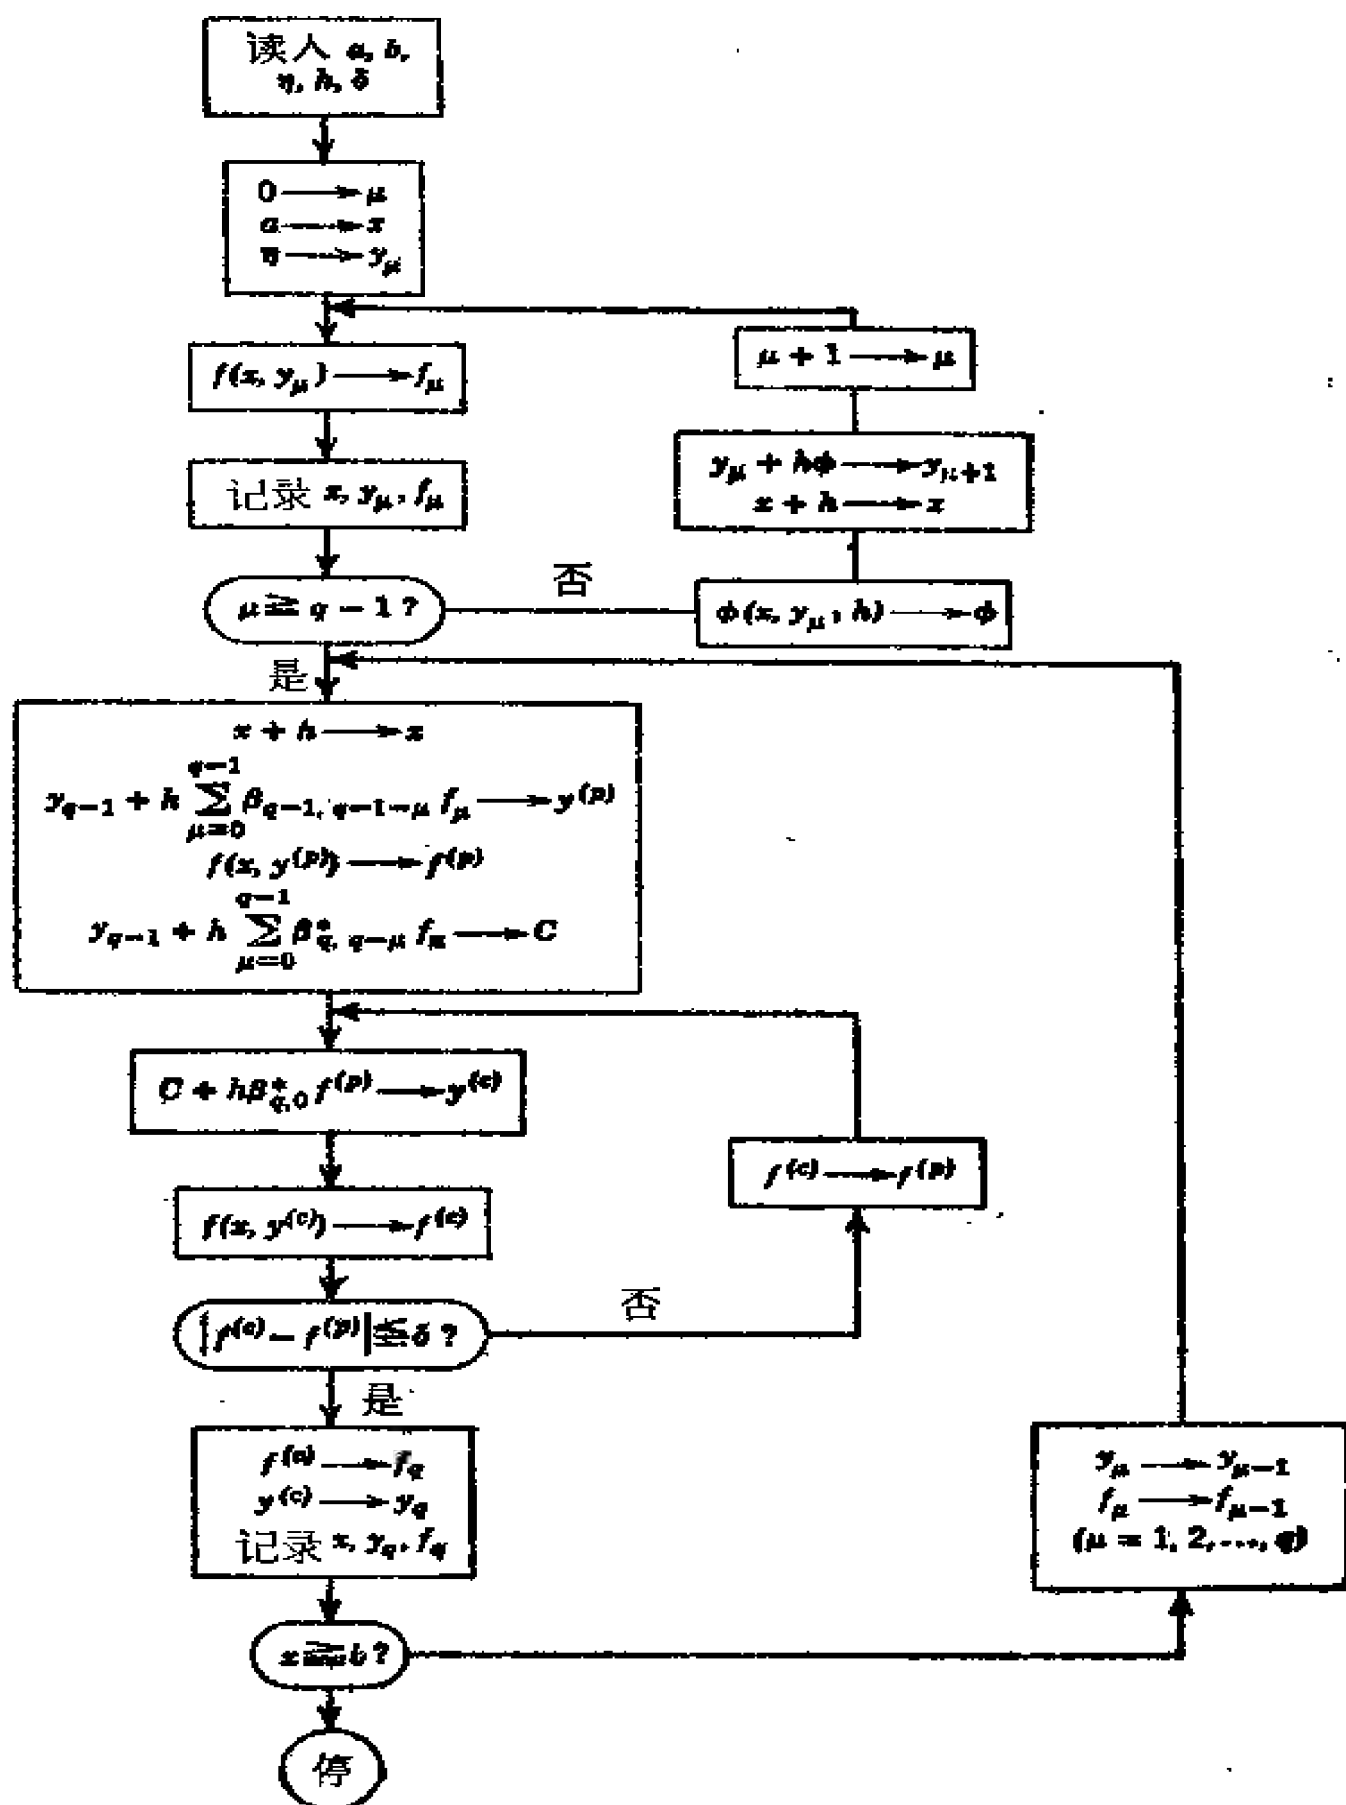 读入 a, b,
η, h, δ
0 → μ
a → x
η → y_μ
f(x, y_μ) → f_μ
μ + 1 → μ
y_μ + hφ → y_{μ+1}
x + h → x
记录 x, y_μ, f_μ
μ ≧ q − 1 ?
否
φ(x, y_μ, h) → φ
是
x + h → x
y_{q−1} + h ∑_{μ=0}^{q−1} β_{q−1, q−1−μ} f_μ → y^{(p)}
f(x, y^{(p)}) → f^{(p)}
y_{q−1} + h ∑_{μ=0}^{q−1} β*_{q, q−μ} f_μ → C
C + hβ*_{q,0} f^{(p)} → y^{(c)}
f^{(c)} → f^{(p)}
f(x, y^{(c)}) → f^{(c)}
否
|f^{(c)} − f^{(p)}| ≦ δ ?
是
f^{(c)} → f_q
y^{(c)} → y_q
记录 x, y_q, f_q
y_μ → y_{μ−1}
f_μ → f_{μ−1}
(μ = 1, 2, ..., q)
x ≧ b ?
停